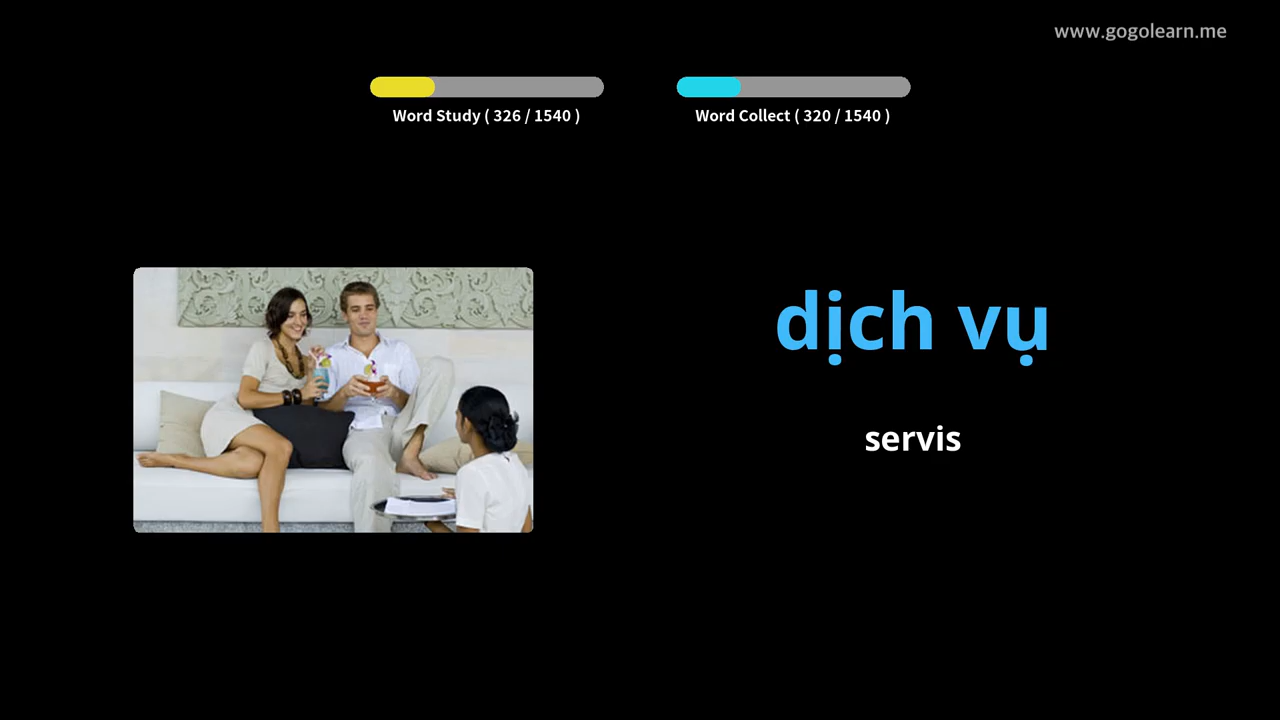 www.gogolearn.me
Word Study ( 326 / 1540 )
Word Collect ( 320 / 1540 )
dịch vụ
servis